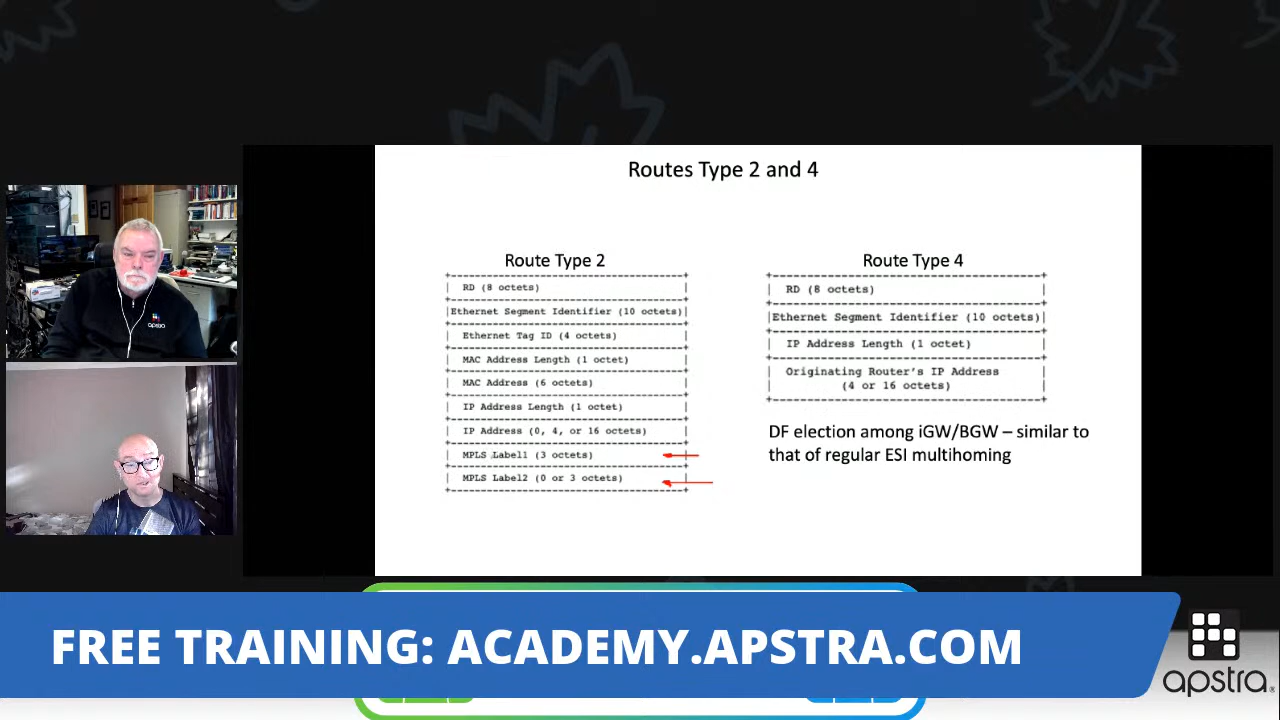 Routes Type 2 and 4
Route Type 2
RD (8 octets)
Ethernet Segment Identifier (10 octets)
Ethernet Tag ID (4 octets)
MAC Address Length (1 octet)
MAC Address (6 octets)
IP Address Length (1 octet)
IP Address (0, 4, or 16 octets)
MPLS Label1 (3 octets)
MPLS Label2 (0 or 3 octets)
Route Type 4
RD (8 octets)
Ethernet Segment Identifier (10 octets)
IP Address Length (1 octet)
Originating Router's IP Address
(4 or 16 octets)
DF election among iGW/BGW – similar to
that of regular ESI multihoming
apstra
FREE TRAINING: ACADEMY.APSTRA.COM
apstra®